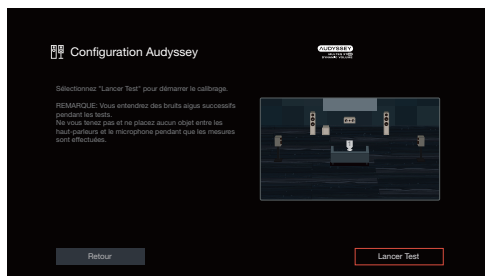 Configuration Audyssey
AUDYSSEY
Sélectionnez "Lancer Test" pour démarrer le calibrage.
REMARQUE: Vous entendrez des bruits aigus successifs
pendant les tests.
Ne vous tenez pas et ne placez aucun objet entre les
haut-parleurs et le microphone pendant que les mesures
sont effectuées.
Retour
Lancer Test